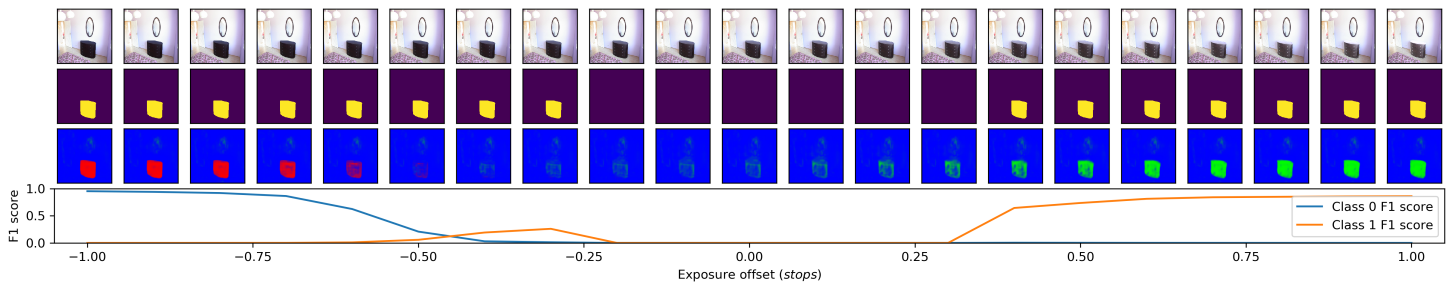 1.0
0.5
0.0
F1 score
Class 0 F1 score
Class 1 F1 score
−1.00 −0.75 −0.50 −0.25 0.00 0.25 0.50 0.75 1.00
Exposure offset (stops)